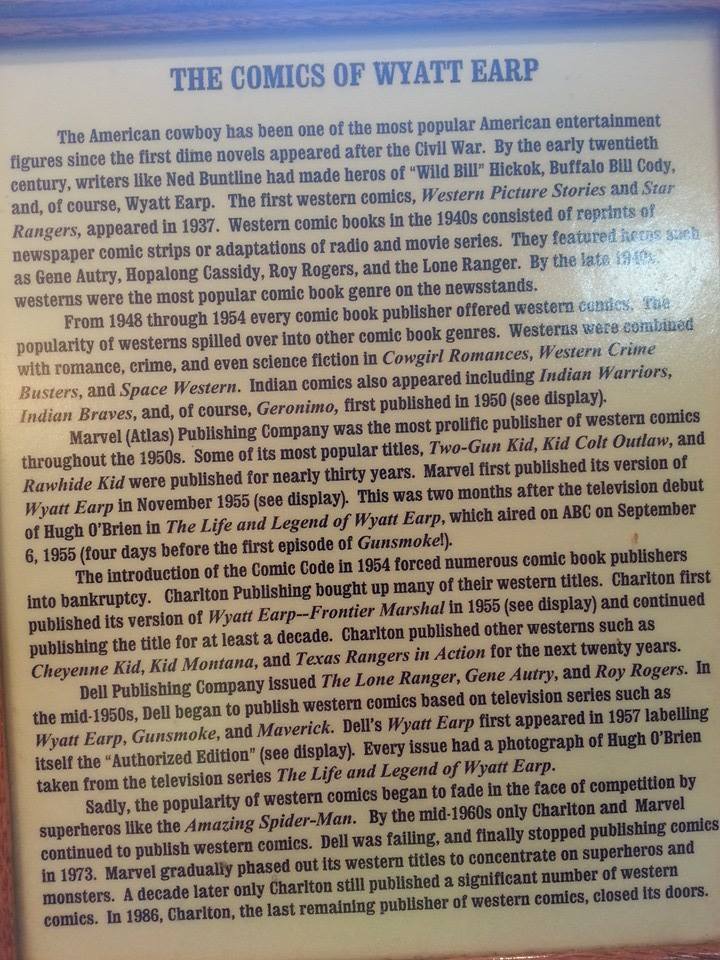 THE COMICS OF WYATT EARP
The American cowboy has been one of the most popular American entertainment
figures since the first dime novels appeared after the Civil War. By the early twentieth
century, writers like Ned Buntline had made heros of "Wild Bill" Hickok, Buffalo Bill Cody,
and, of course, Wyatt Earp. The first western comics, Western Picture Stories and Star
Rangers, appeared in 1937. Western comic books in the 1940s consisted of reprints of
newspaper comic strips or adaptations of radio and movie series. They featured heros such
as Gene Autry, Hopalong Cassidy, Roy Rogers, and the Lone Ranger. By the late 1940s,
westerns were the most popular comic book genre on the newsstands.
From 1948 through 1954 every comic book publisher offered western comics. The
popularity of westerns spilled over into other comic book genres. Westerns were combined
with romance, crime, and even science fiction in Cowgirl Romances, Western Crime
Busters, and Space Western. Indian comics also appeared including Indian Warriors,
Indian Braves, and, of course, Geronimo, first published in 1950 (see display).
Marvel (Atlas) Publishing Company was the most prolific publisher of western comics
throughout the 1950s. Some of its most popular titles, Two-Gun Kid, Kid Colt Outlaw, and
Rawhide Kid were published for nearly thirty years. Marvel first published its version of
Wyatt Earp in November 1955 (see display). This was two months after the television debut
of Hugh O'Brien in The Life and Legend of Wyatt Earp, which aired on ABC on September
6, 1955 (four days before the first episode of Gunsmoke!).
The introduction of the Comic Code in 1954 forced numerous comic book publishers
into bankruptcy. Charlton Publishing bought up many of their western titles. Charlton first
published its version of Wyatt Earp--Frontier Marshal in 1955 (see display) and continued
publishing the title for at least a decade. Charlton published other westerns such as
Cheyenne Kid, Kid Montana, and Texas Rangers in Action for the next twenty years.
Dell Publishing Company issued The Lone Ranger, Gene Autry, and Roy Rogers. In
the mid-1950s, Dell began to publish western comics based on television series such as
Wyatt Earp, Gunsmoke, and Maverick. Dell's Wyatt Earp first appeared in 1957 labelling
itself the "Authorized Edition" (see display). Every issue had a photograph of Hugh O'Brien
taken from the television series The Life and Legend of Wyatt Earp.
Sadly, the popularity of western comics began to fade in the face of competition by
superheros like the Amazing Spider-Man. By the mid-1960s only Charlton and Marvel
continued to publish western comics. Dell was failing, and finally stopped publishing comics
in 1973. Marvel gradually phased out its western titles to concentrate on superheros and
monsters. A decade later only Charlton still published a significant number of western
comics. In 1986, Charlton, the last remaining publisher of western comics, closed its doors.